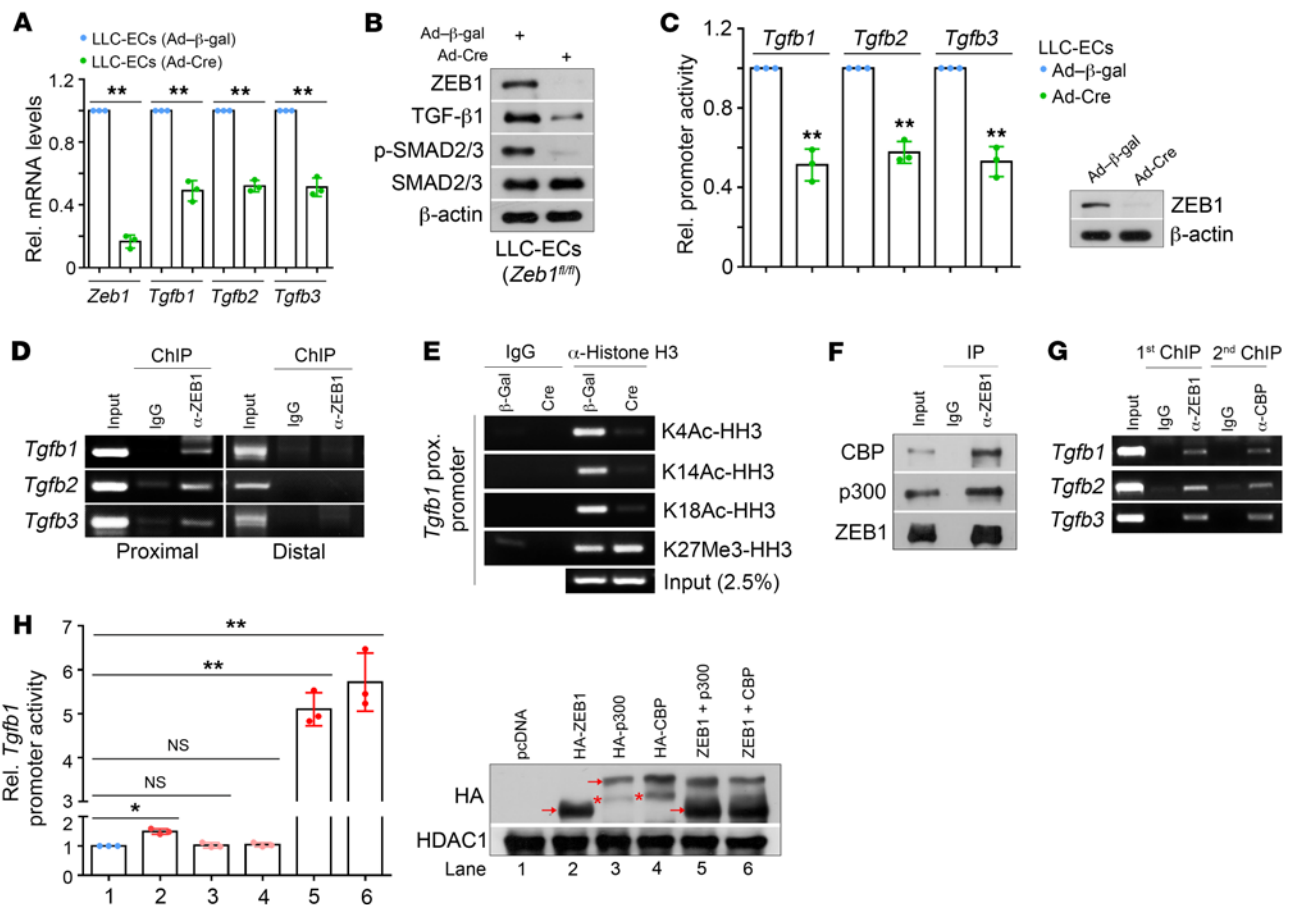 A
LLC-ECs (Ad–β-gal)
LLC-ECs (Ad-Cre)
Rel. mRNA levels
1.2
0.8
0.4
0
** ** ** **
Zeb1 Tgfb1 Tgfb2 Tgfb3
B
Ad–β-gal +
Ad-Cre +
ZEB1
TGF-β1
p-SMAD2/3
SMAD2/3
β-actin
LLC-ECs
(Zeb1fl/fl)
C
Rel. promoter activity
1.2
0.8
0.4
0
Tgfb1 Tgfb2 Tgfb3
** ** **
LLC-ECs
Ad–β-gal
Ad-Cre
Ad–β-gal Ad-Cre
ZEB1
β-actin
D
ChIP ChIP
Input IgG α-ZEB1 Input IgG α-ZEB1
Tgfb1
Tgfb2
Tgfb3
Proximal Distal
E
IgG α-Histone H3
β-Gal Cre β-Gal Cre
Tgfb1 prox.
promoter
K4Ac-HH3
K14Ac-HH3
K18Ac-HH3
K27Me3-HH3
Input (2.5%)
F
IP
Input IgG α-ZEB1
CBP
p300
ZEB1
G
1st ChIP 2nd ChIP
Input IgG α-ZEB1 IgG α-CBP
Tgfb1
Tgfb2
Tgfb3
H
Rel. Tgfb1
promoter activity
7
6
5
4
3
2
1
0
**
**
NS
NS
*
1 2 3 4 5 6
pcDNA HA-ZEB1 HA-p300 HA-CBP ZEB1 + p300 ZEB1 + CBP
HA
* *
HDAC1
Lane 1 2 3 4 5 6